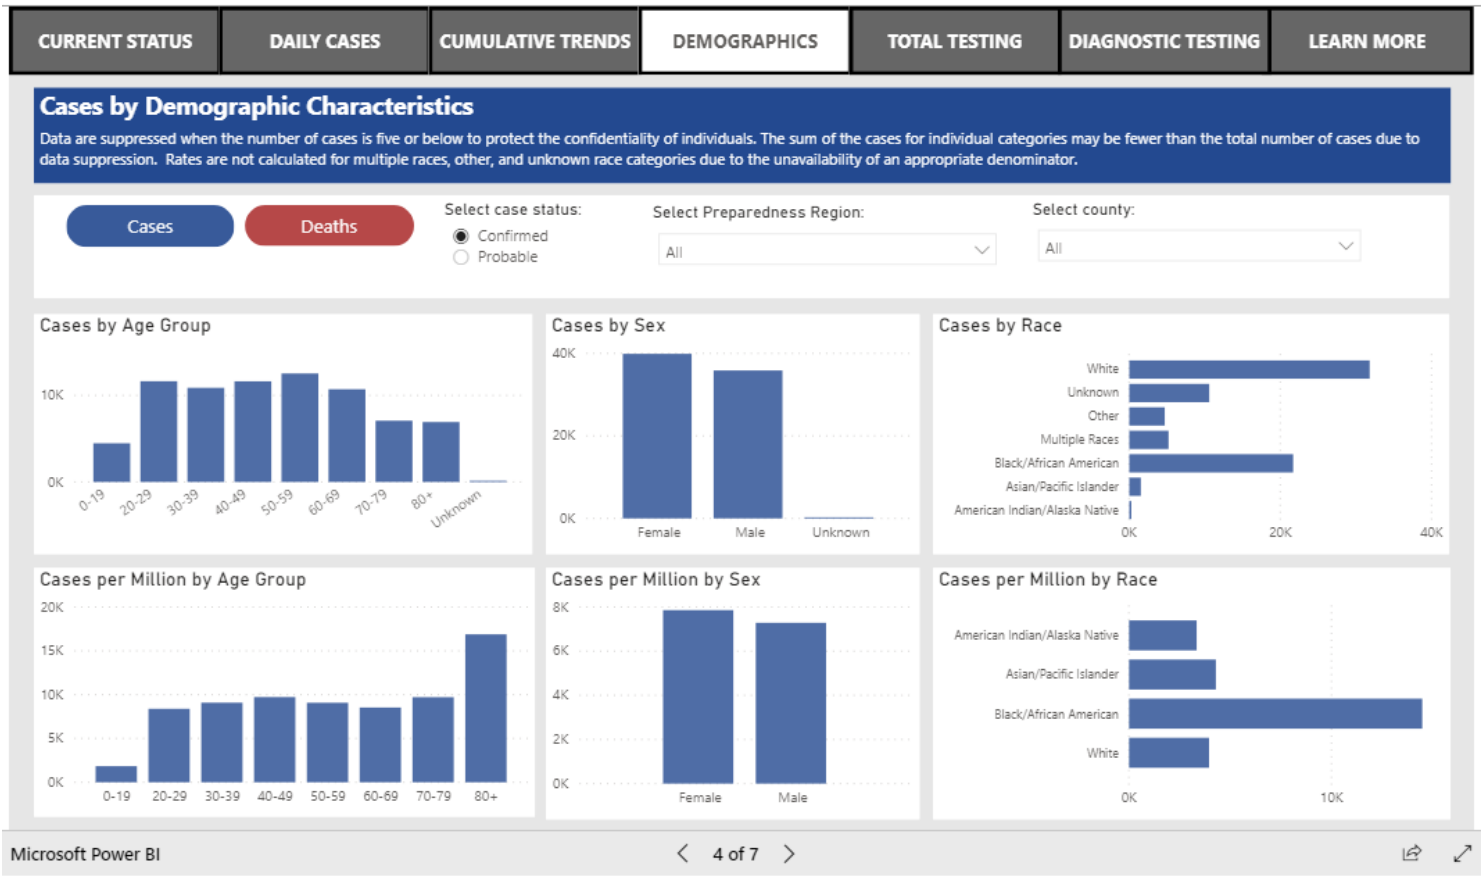 CURRENT STATUS
DAILY CASES
CUMULATIVE TRENDS
DEMOGRAPHICS
TOTAL TESTING
DIAGNOSTIC TESTING
LEARN MORE
Cases by Demographic Characteristics
Data are suppressed when the number of cases is five or below to protect the confidentiality of individuals. The sum of the cases for individual categories may be fewer than the total number of cases due to
data suppression.  Rates are not calculated for multiple races, other, and unknown race categories due to the unavailability of an appropriate denominator.
Cases
Deaths
Select case status:
Confirmed
Probable
Select Preparedness Region:
All
Select county:
All
Cases by Age Group
10K
0K
0-19
20-29
30-39
40-49
50-59
60-69
70-79
80+
Unknown
Cases by Sex
40K
20K
0K
Female
Male
Unknown
Cases by Race
White
Unknown
Other
Multiple Races
Black/African American
Asian/Pacific Islander
American Indian/Alaska Native
0K
20K
40K
Cases per Million by Age Group
20K
15K
10K
5K
0K
0-19
20-29
30-39
40-49
50-59
60-69
70-79
80+
Cases per Million by Sex
8K
6K
4K
2K
0K
Female
Male
Cases per Million by Race
American Indian/Alaska Native
Asian/Pacific Islander
Black/African American
White
0K
10K
Microsoft Power BI
4 of 7